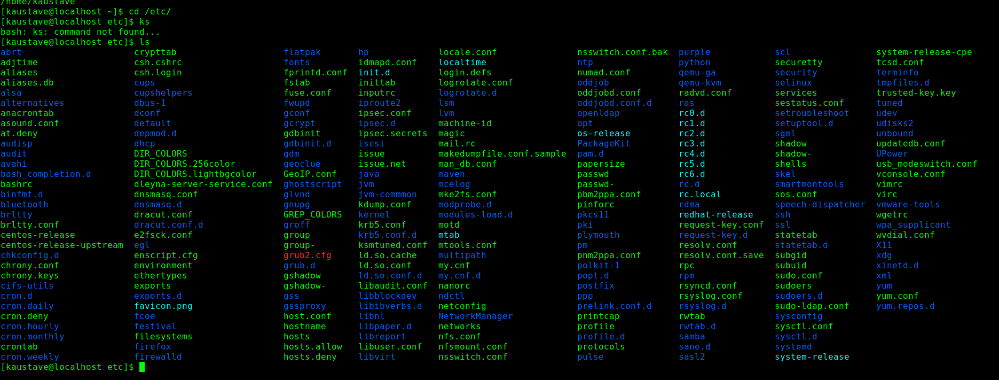 /home/kaustave
[kaustave@localhost ~]$ cd /etc/
[kaustave@localhost etc]$ ks
bash: ks: command not found...
[kaustave@localhost etc]$ ls
abrt crypttab flatpak hp locale.conf nsswitch.conf.bak purple scl system-release-cpe
adjtime csh.cshrc fonts idmapd.conf localtime ntp python securetty tcsd.conf
aliases csh.login fprintd.conf init.d login.defs numad.conf qemu-ga security terminfo
aliases.db cups fstab inittab logrotate.conf oddjob qemu-kvm selinux tmpfiles.d
alsa cupshelpers fuse.conf inputrc logrotate.d oddjobd.conf radvd.conf services trusted-key.key
alternatives dbus-1 fwupd iproute2 lsm oddjobd.conf.d ras sestatus.conf tuned
anacrontab dconf gconf ipsec.conf lvm openldap rc0.d setroubleshoot udev
asound.conf default gcrypt ipsec.d machine-id opt rc1.d setuptool.d udisks2
at.deny depmod.d gdbinit ipsec.secrets magic os-release rc2.d sgml unbound
audisp dhcp gdbinit.d iscsi mail.rc PackageKit rc3.d shadow updatedb.conf
audit DIR_COLORS gdm issue makedumpfile.conf.sample pam.d rc4.d shadow- UPower
avahi DIR_COLORS.256color geoclue issue.net man_db.conf papersize rc5.d shells usb_modeswitch.conf
bash_completion.d DIR_COLORS.lightbgcolor GeoIP.conf java maven passwd rc6.d skel vconsole.conf
bashrc dleyna-server-service.conf ghostscript jvm mcelog passwd- rc.d smartmontools vimrc
binfmt.d dnsmasq.conf glvnd jvm-commmon mke2fs.conf pbm2ppa.conf rc.local sos.conf virc
bluetooth dnsmasq.d gnupg kdump.conf modprobe.d pinforc rdma speech-dispatcher vmware-tools
brltty dracut.conf GREP_COLORS kernel modules-load.d pkcs11 redhat-release ssh wgetrc
brltty.conf dracut.conf.d groff krb5.conf motd pki request-key.conf ssl wpa_supplicant
centos-release e2fsck.conf group krb5.conf.d mtab plymouth request-key.d statetab wvdial.conf
centos-release-upstream egl group- ksmtuned.conf mtools.conf pm resolv.conf statetab.d X11
chkconfig.d enscript.cfg grub2.cfg ld.so.cache multipath pnm2ppa.conf resolv.conf.save subgid xdg
chrony.conf environment grub.d ld.so.conf my.cnf polkit-1 rpc subuid xinetd.d
chrony.keys ethertypes gshadow ld.so.conf.d my.cnf.d popt.d rpm sudo.conf xml
cifs-utils exports gshadow- libaudit.conf nanorc postfix rsyncd.conf sudoers yum
cron.d exports.d gss libblockdev ndctl ppp rsyslog.conf sudoers.d yum.conf
cron.daily favicon.png gssproxy libibverbs.d netconfig prelink.conf.d rsyslog.d sudo-ldap.conf yum.repos.d
cron.deny fcoe host.conf libnl NetworkManager printcap rwtab sysconfig
cron.hourly festival hostname libpaper.d networks profile rwtab.d sysctl.conf
cron.monthly filesystems hosts libreport nfs.conf profile.d samba sysctl.d
crontab firefox hosts.allow libuser.conf nfsmount.conf protocols sane.d systemd
cron.weekly firewalld hosts.deny libvirt nsswitch.conf pulse sasl2 system-release
[kaustave@localhost etc]$